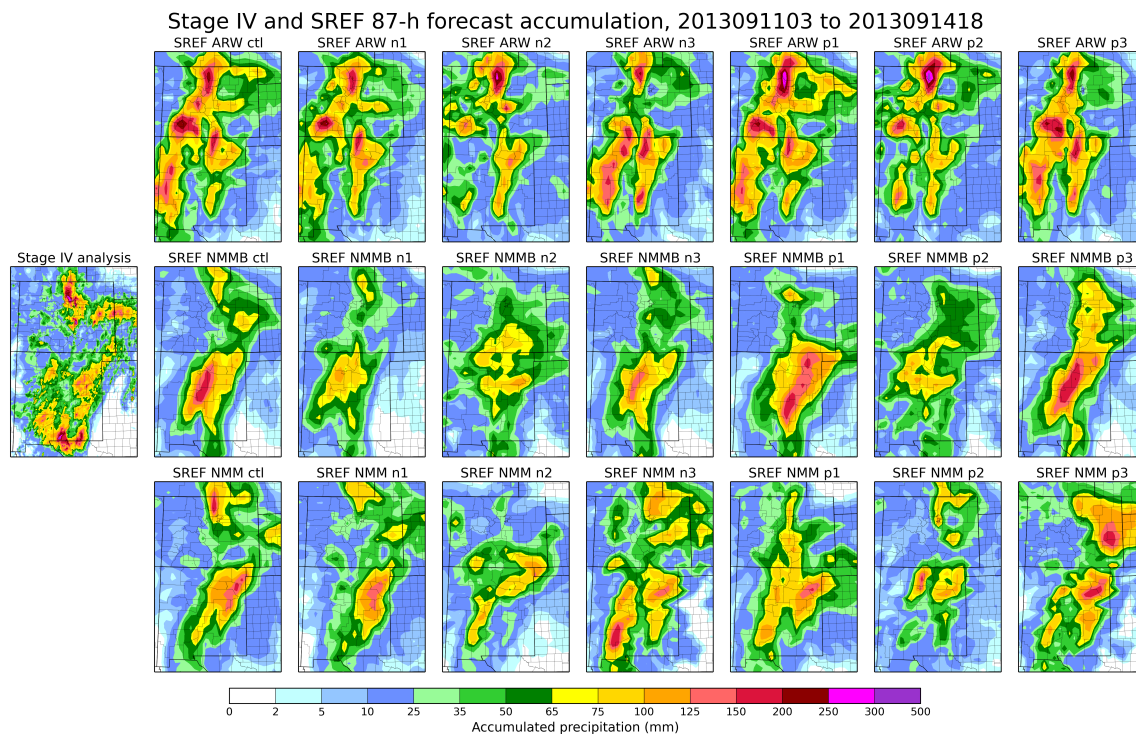 Stage IV and SREF 87-h forecast accumulation, 2013091103 to 2013091418
SREF ARW ctl
SREF ARW n1
SREF ARW n2
SREF ARW n3
SREF ARW p1
SREF ARW p2
SREF ARW p3
Stage IV analysis
SREF NMMB ctl
SREF NMMB n1
SREF NMMB n2
SREF NMMB n3
SREF NMMB p1
SREF NMMB p2
SREF NMMB p3
SREF NMM ctl
SREF NMM n1
SREF NMM n2
SREF NMM n3
SREF NMM p1
SREF NMM p2
SREF NMM p3
0 2 5 10 25 35 50 65 75 100 125 150 200 250 300 500
Accumulated precipitation (mm)